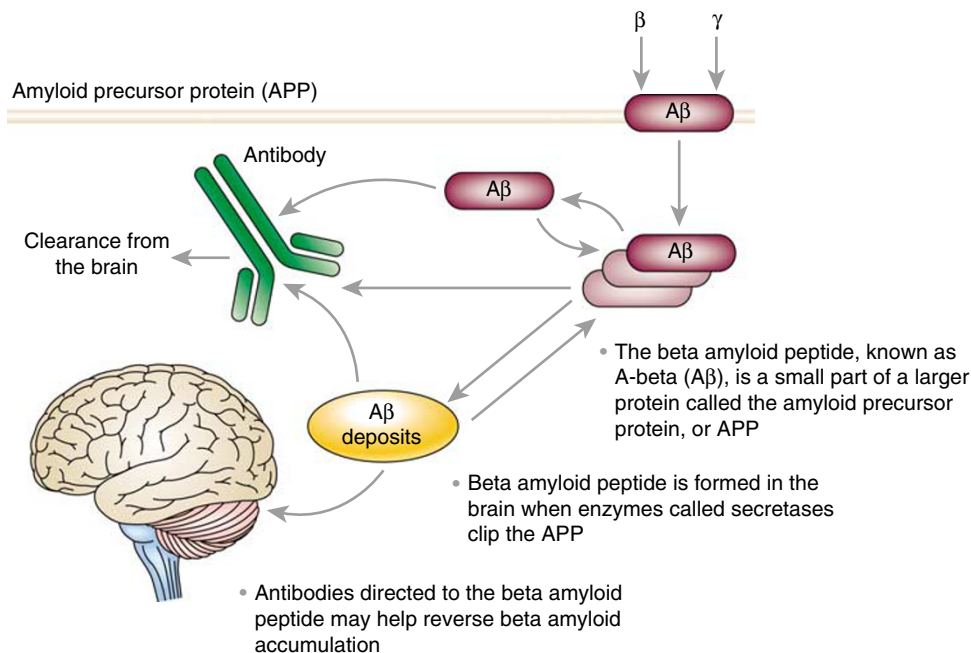 β
γ
Amyloid precursor protein (APP)
Aβ
Antibody
Aβ
Clearance from
the brain
Aβ
• The beta amyloid peptide, known as
A-beta (Aβ), is a small part of a larger
protein called the amyloid precursor
protein, or APP
Aβ
deposits
• Beta amyloid peptide is formed in the
brain when enzymes called secretases
clip the APP
• Antibodies directed to the beta amyloid
peptide may help reverse beta amyloid
accumulation